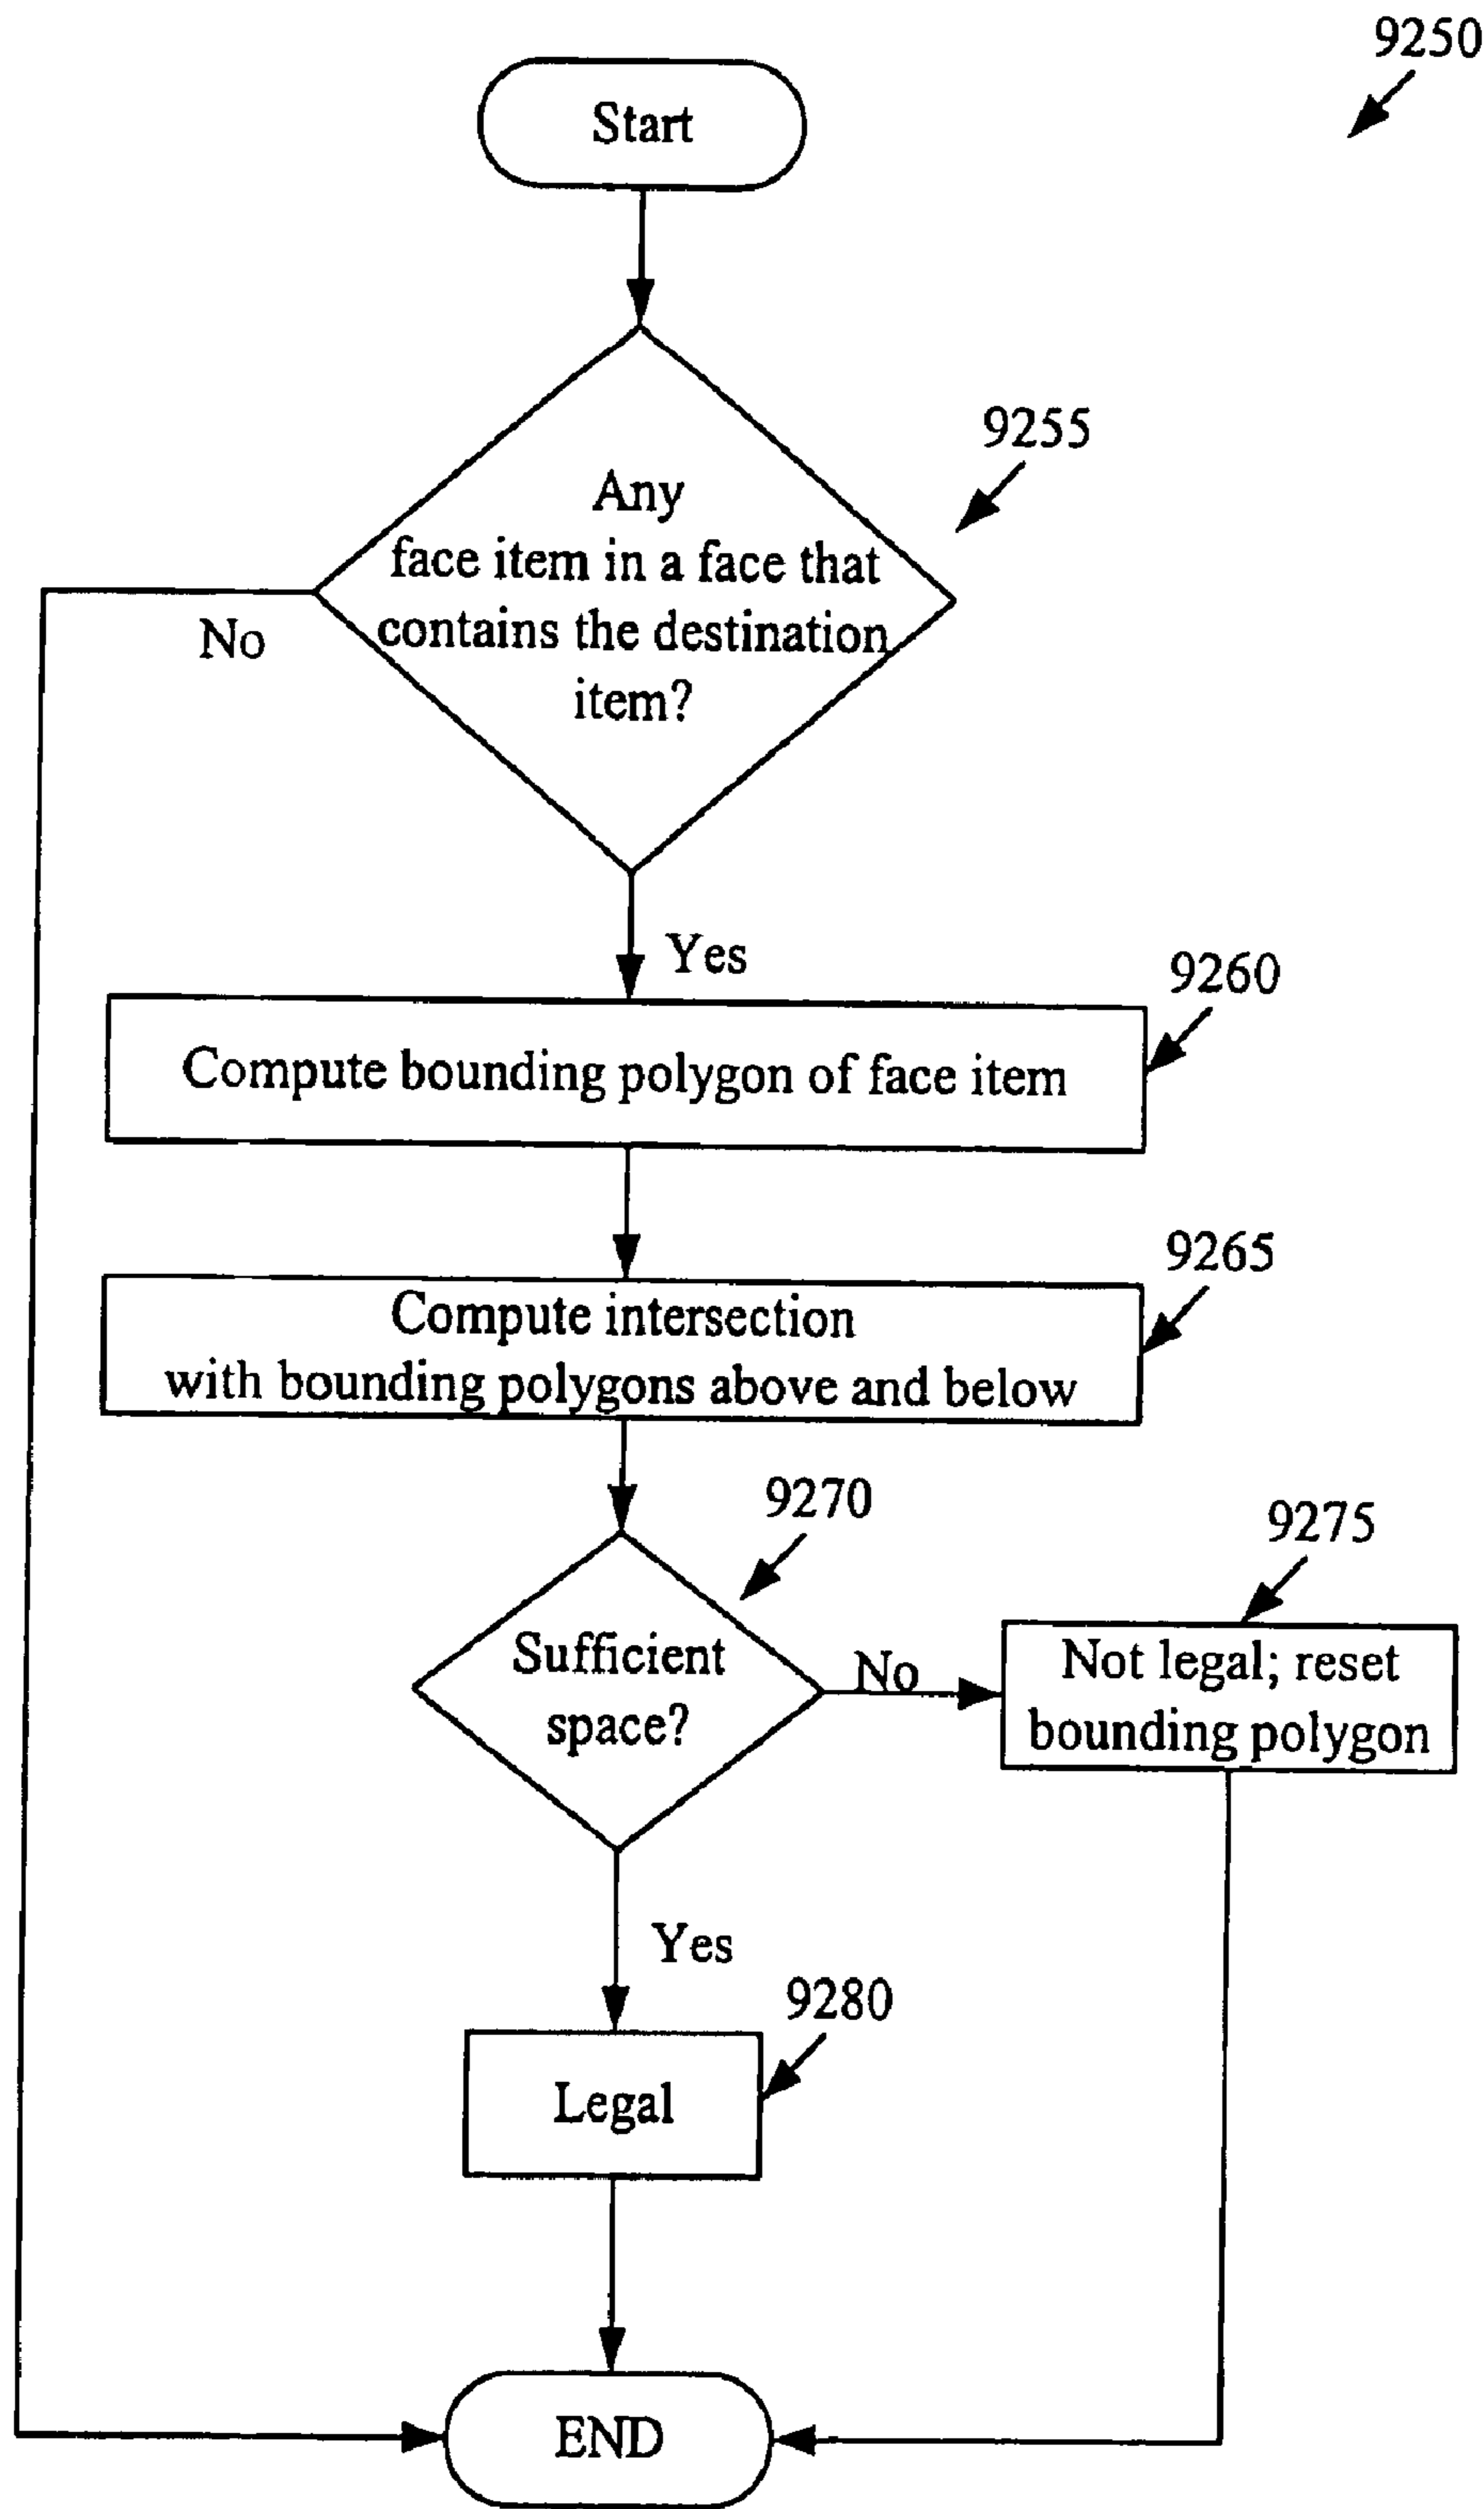 9250
Start
9255
Any
face item in a face that
contains the destination
item?
No
Yes
9260
Compute bounding polygon of face item
9265
Compute intersection
with bounding polygons above and below
9270
9275
Sufficient
space?
No
Not legal; reset
bounding polygon
Yes
9280
Legal
END